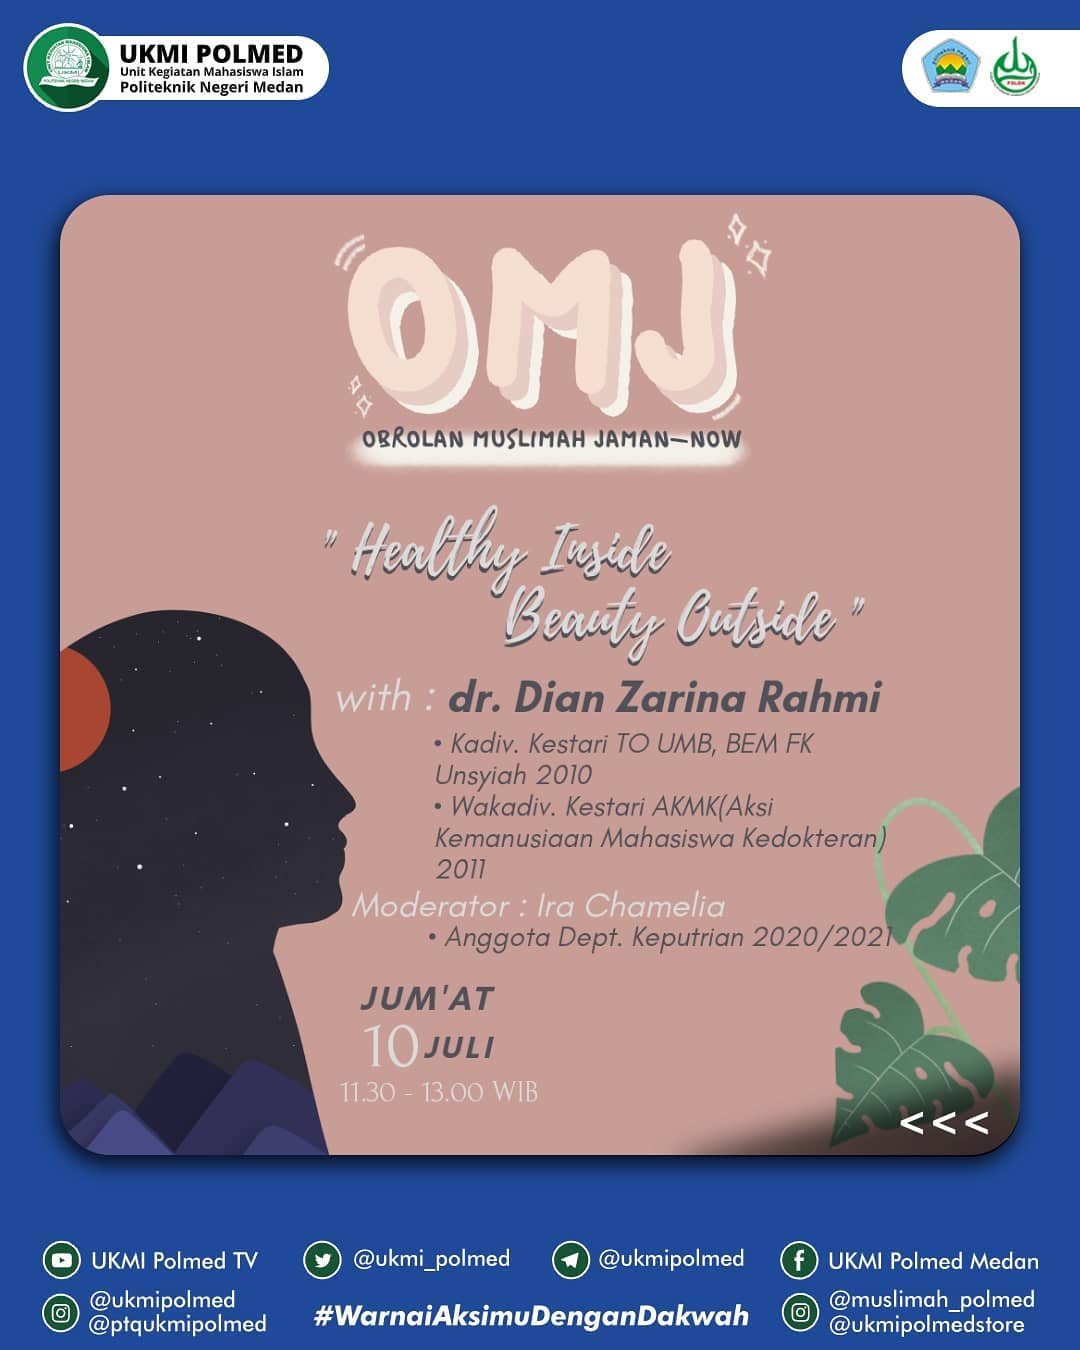 UKMI POLMED
Unit Kegiatan Mahasiswa Islam
Politeknik Negeri Medan
OMJ
OBROLAN MUSLIMAH JAMAN—NOW
" Healthy Inside
Beauty Outside "
with : dr. Dian Zarina Rahmi
• Kadiv. Kestari TO UMB, BEM FK
Unsyiah 2010
• Wakadiv. Kestari AKMK(Aksi
Kemanusiaan Mahasiswa Kedokteran)
2011
Moderator : Ira Chamelia
• Anggota Dept. Keputrian 2020/2021
JUM'AT
10 JULI
11.30 - 13.00 WIB
<<<
UKMI Polmed TV
@ukmi_polmed
@ukmipolmed
UKMI Polmed Medan
@ukmipolmed
@ptqukmipolmed
#WarnaiAksimuDenganDakwah
@muslimah_polmed
@ukmipolmedstore